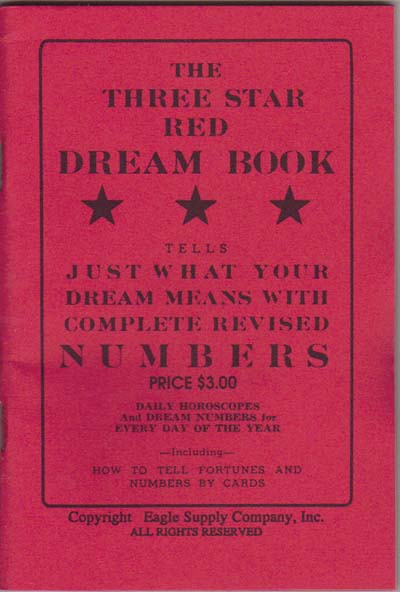 THE
THREE STAR
RED
DREAM BOOK
TELLS
JUST WHAT YOUR
DREAM MEANS WITH
COMPLETE REVISED
NUMBERS
PRICE $3.00
DAILY HOROSCOPES
And DREAM NUMBERS for
EVERY DAY OF THE YEAR
—Including—
HOW TO TELL FORTUNES AND
NUMBERS BY CARDS
Copyright Eagle Supply Company, Inc.
ALL RIGHTS RESERVED